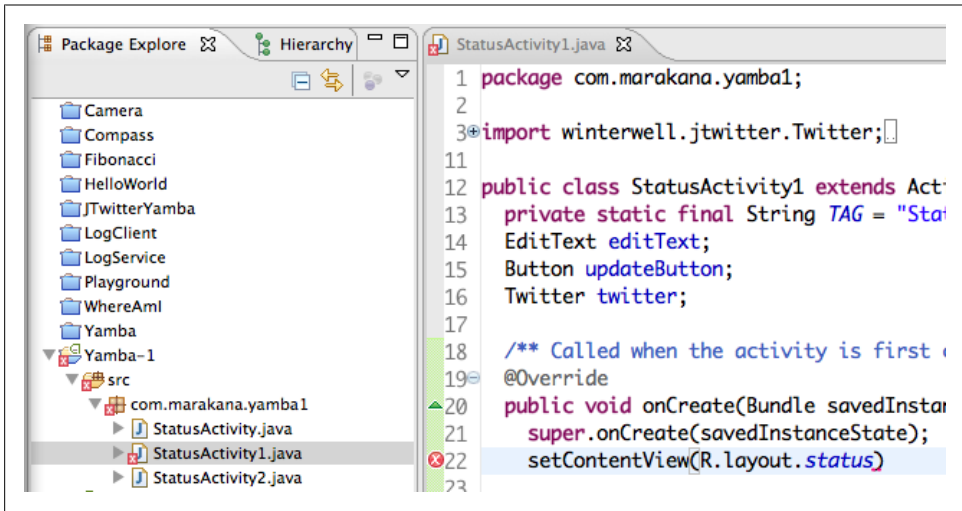 Package Explore
Hierarchy
Camera
Compass
Fibonacci
HelloWorld
JTwitterYamba
LogClient
LogService
Playground
WhereAmI
Yamba
Yamba-1
src
com.marakana.yamba1
StatusActivity.java
StatusActivity1.java
StatusActivity2.java
StatusActivity1.java
1 package com.marakana.yamba1;
2
3 import winterwell.jtwitter.Twitter;
11
12 public class StatusActivity1 extends Act
13 private static final String TAG = "Stat
14 EditText editText;
15 Button updateButton;
16 Twitter twitter;
17
18 /** Called when the activity is first
19 @Override
20 public void onCreate(Bundle savedInstan
21 super.onCreate(savedInstanceState);
22 setContentView(R.layout.status)
23